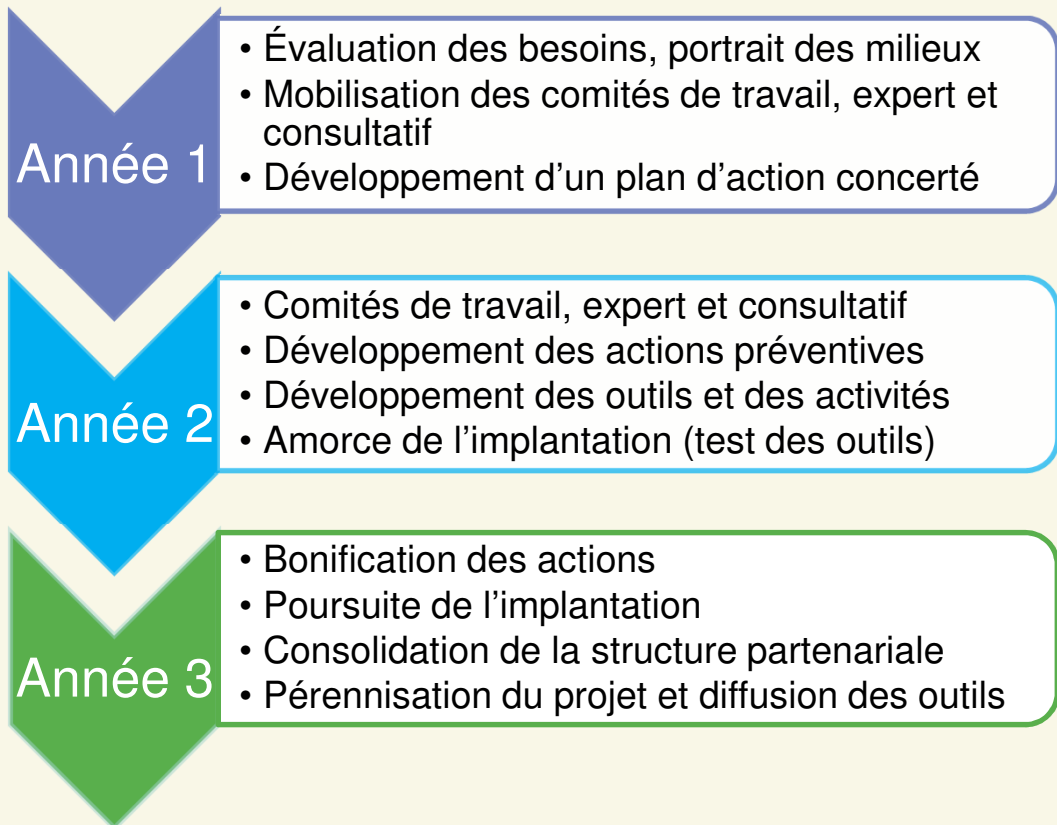 Année 1
• Évaluation des besoins, portrait des milieux
• Mobilisation des comités de travail, expert et
consultatif
• Développement d’un plan d’action concerté
Année 2
• Comités de travail, expert et consultatif
• Développement des actions préventives
• Développement des outils et des activités
• Amorce de l’implantation (test des outils)
Année 3
• Bonification des actions
• Poursuite de l’implantation
• Consolidation de la structure partenariale
• Pérennisation du projet et diffusion des outils